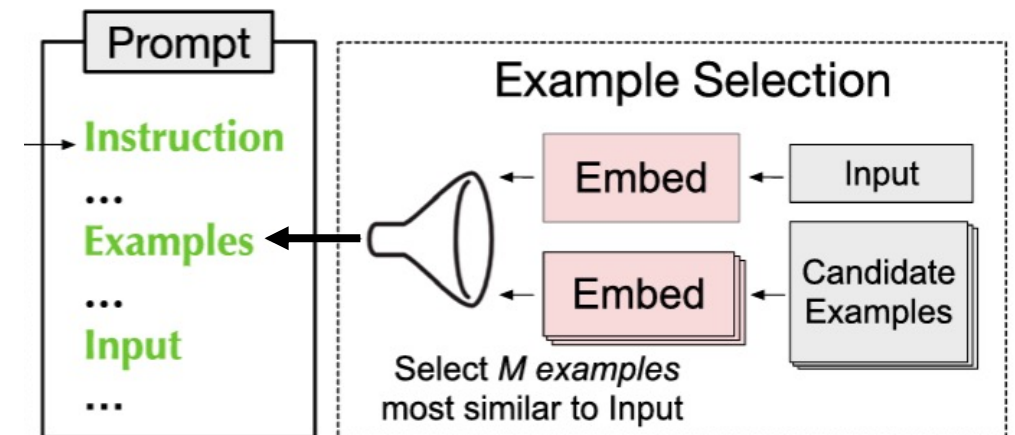 Prompt
Instruction
...
Examples
...
Input
...
Example Selection
Embed
Input
Embed
Candidate
Examples
Select M examples
most similar to Input